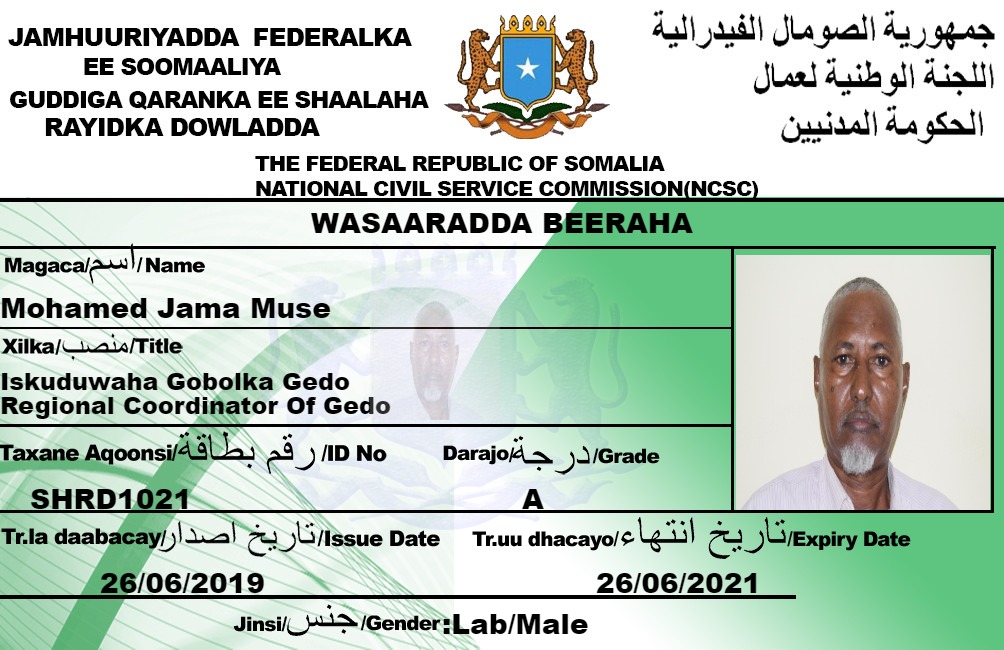 JAMHUURIYADDA FEDERALKA
EE SOOMAALIYA
GUDDIGA QARANKA EE SHAALAHA
RAYIDKA DOWLADDA
جمهورية الصومال الفيدرالية
اللجنة الوطنية لعمال
الحكومة المدنيين
THE FEDERAL REPUBLIC OF SOMALIA
NATIONAL CIVIL SERVICE COMMISSION(NCSC)
WASAARADDA BEERAHA
Magaca/اسم/Name
Mohamed Jama Muse
Xilka/منصب/Title
Iskuduwaha Gobolka Gedo
Regional Coordinator Of Gedo
Taxane Aqoonsi/رقم بطاقة/ID No
SHRD1021
Darajo/درجة/Grade
A
Tr.la daabacay/تاريخ اصدار/Issue Date
26/06/2019
Tr.uu dhacayo/تاريخ انتهاء/Expiry Date
26/06/2021
Jinsi/جنس/Gender:Lab/Male